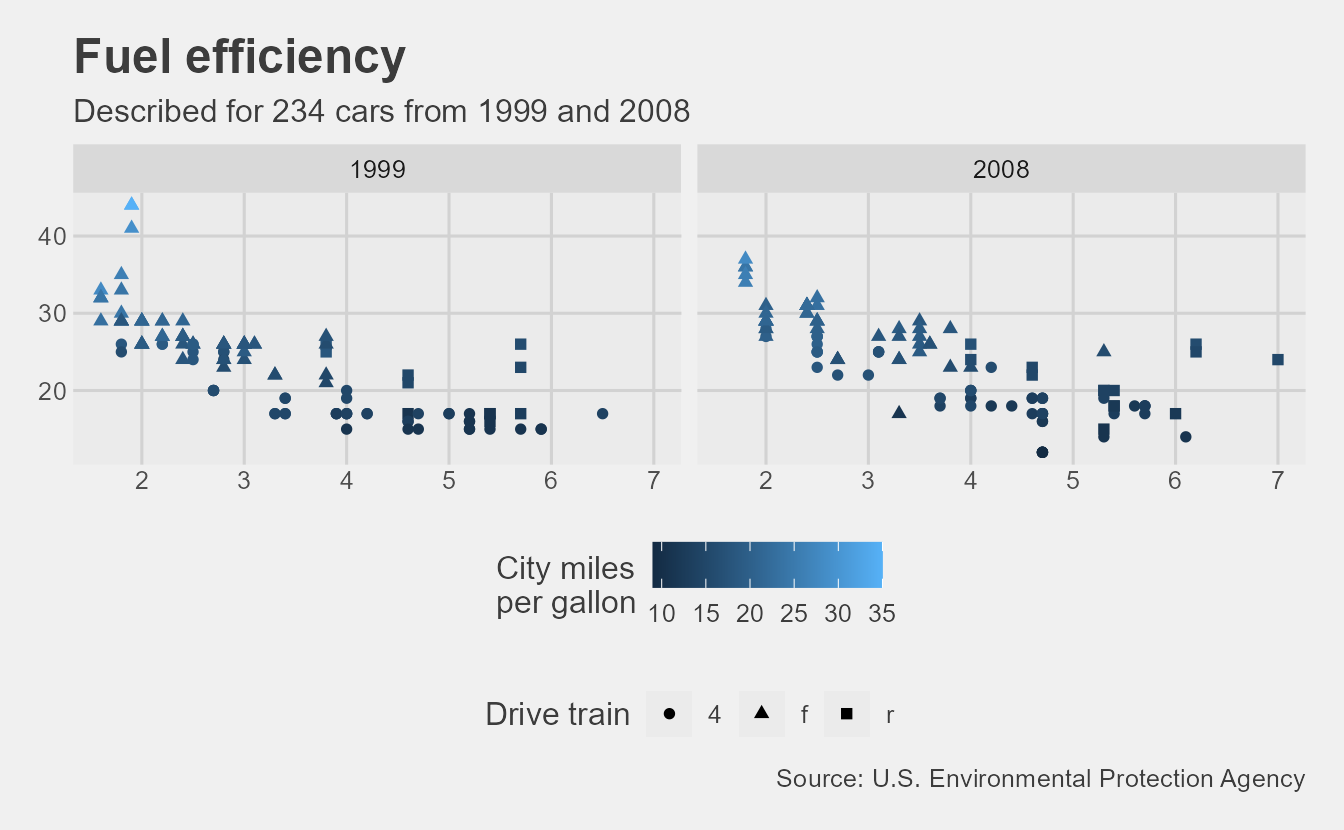 Fuel efficiency
Described for 234 cars from 1999 and 2008
1999 2008
40
30
20
2 3 4 5 6 7 2 3 4 5 6 7
City miles
per gallon
10 15 20 25 30 35
Drive train 4 f r
Source: U.S. Environmental Protection Agency